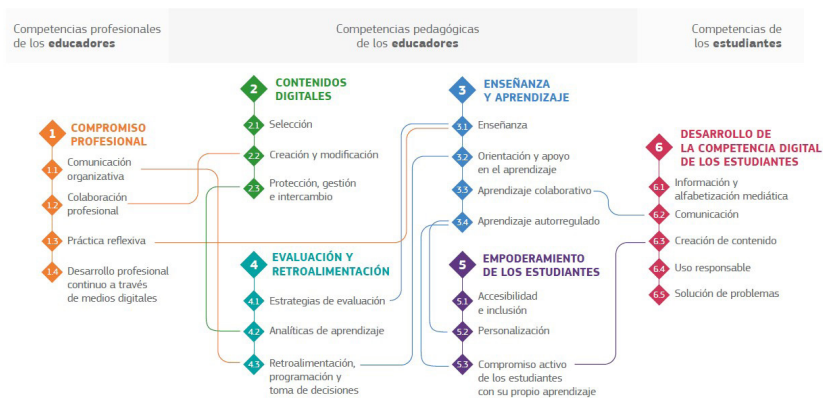 Competencias profesionales
de los educadores
Competencias pedagógicas
de los educadores
Competencias de
los estudiantes
1 COMPROMISO
PROFESIONAL
1.1 Comunicación
organizativa
1.2 Colaboración
profesional
1.3 Práctica reflexiva
1.4 Desarrollo profesional
continuo a través
de medios digitales
2 CONTENIDOS
DIGITALES
2.1 Selección
2.2 Creación y modificación
2.3 Protección, gestión
e intercambio
3 ENSEÑANZA
Y APRENDIZAJE
3.1 Enseñanza
3.2 Orientación y apoyo
en el aprendizaje
3.3 Aprendizaje colaborativo
3.4 Aprendizaje autorregulado
4 EVALUACIÓN Y
RETROALIMENTACIÓN
4.1 Estrategias de evaluación
4.2 Analíticas de aprendizaje
4.3 Retroalimentación,
programación y
toma de decisiones
5 EMPODERAMIENTO
DE LOS ESTUDIANTES
5.1 Accesibilidad
e inclusión
5.2 Personalización
5.3 Compromiso activo
de los estudiantes
con su propio aprendizaje
6 DESARROLLO DE
LA COMPETENCIA DIGITAL
DE LOS ESTUDIANTES
6.1 Información y
alfabetización mediática
6.2 Comunicación
6.3 Creación de contenido
6.4 Uso responsable
6.5 Solución de problemas